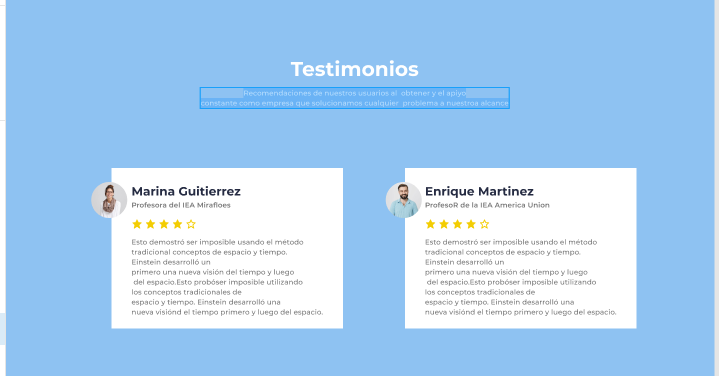 Testimonios
Recomendaciones de nuestros usuarios al obtener y el apiyo
constante como empresa que solucionamos cualquier problema a nuestroa alcance
Marina Guitierrez
Profesora del IEA Mirafloes
Esto demostró ser imposible usando el método
tradicional conceptos de espacio y tiempo.
Einstein desarrolló un
primero una nueva visión del tiempo y luego
del espacio.Esto probóser imposible utilizando
los conceptos tradicionales de
espacio y tiempo. Einstein desarrolló una
nueva visiónd el tiempo primero y luego del espacio.
Enrique Martinez
ProfesoR de la IEA America Union
Esto demostró ser imposible usando el método
tradicional conceptos de espacio y tiempo.
Einstein desarrolló un
primero una nueva visión del tiempo y luego
del espacio.Esto probóser imposible utilizando
los conceptos tradicionales de
espacio y tiempo. Einstein desarrolló una
nueva visiónd el tiempo primero y luego del espacio.